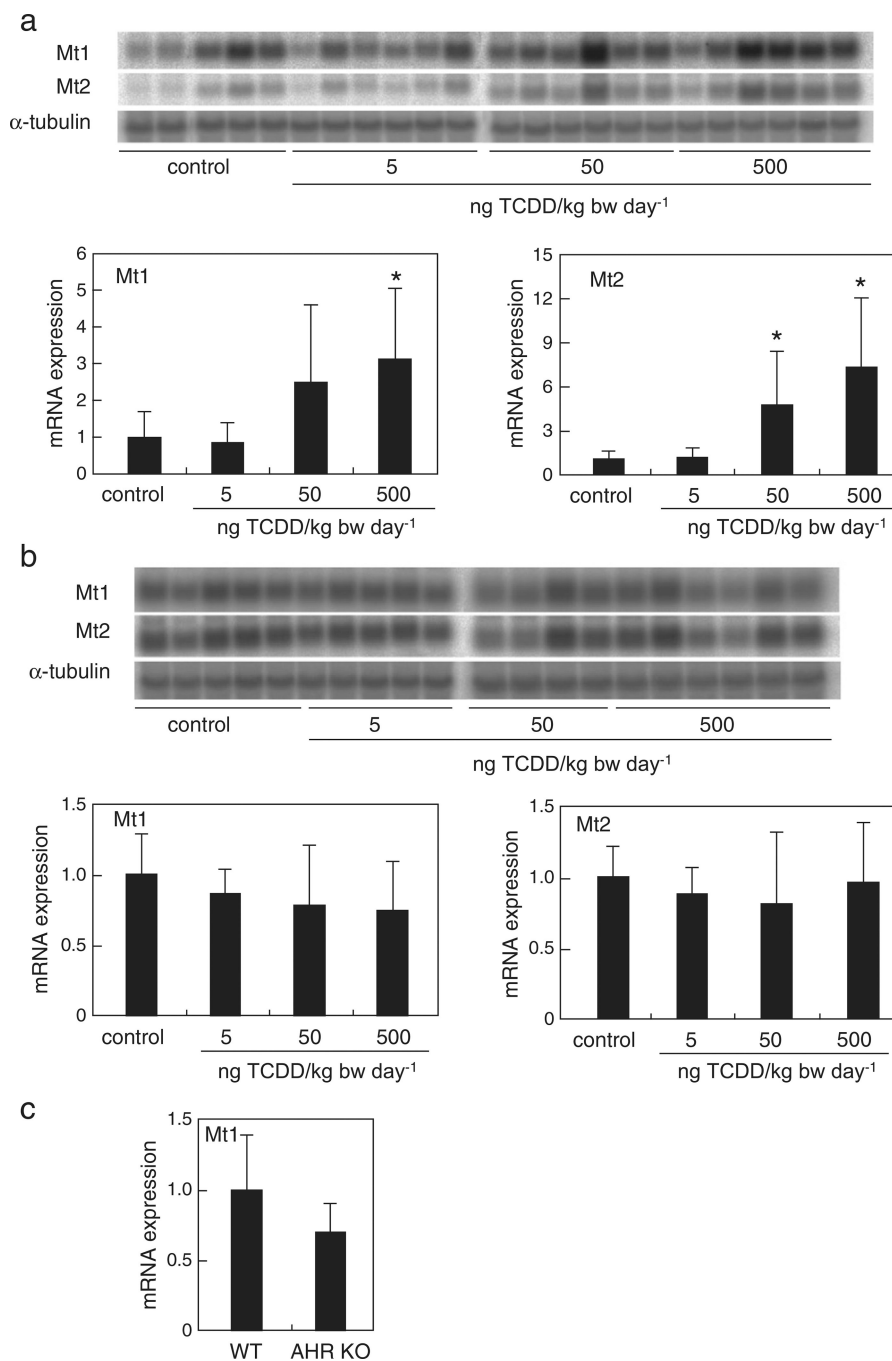 a
Mt1
Mt2
α-tubulin
control 5 50 500
ng TCDD/kg bw day-1
mRNA expression
6
5
4
3
2
1
0
Mt1
*
control 5 50 500
ng TCDD/kg bw day-1
mRNA expression
15
12
9
6
3
0
Mt2
*
*
control 5 50 500
ng TCDD/kg bw day-1
b
Mt1
Mt2
α-tubulin
control 5 50 500
ng TCDD/kg bw day-1
mRNA expression
1.5
1.0
0.5
0
Mt1
control 5 50 500
ng TCDD/kg bw day-1
mRNA expression
1.5
1.0
0.5
0
Mt2
control 5 50 500
ng TCDD/kg bw day-1
c
mRNA expression
1.5
1.0
0.5
0
Mt1
WT AHR KO